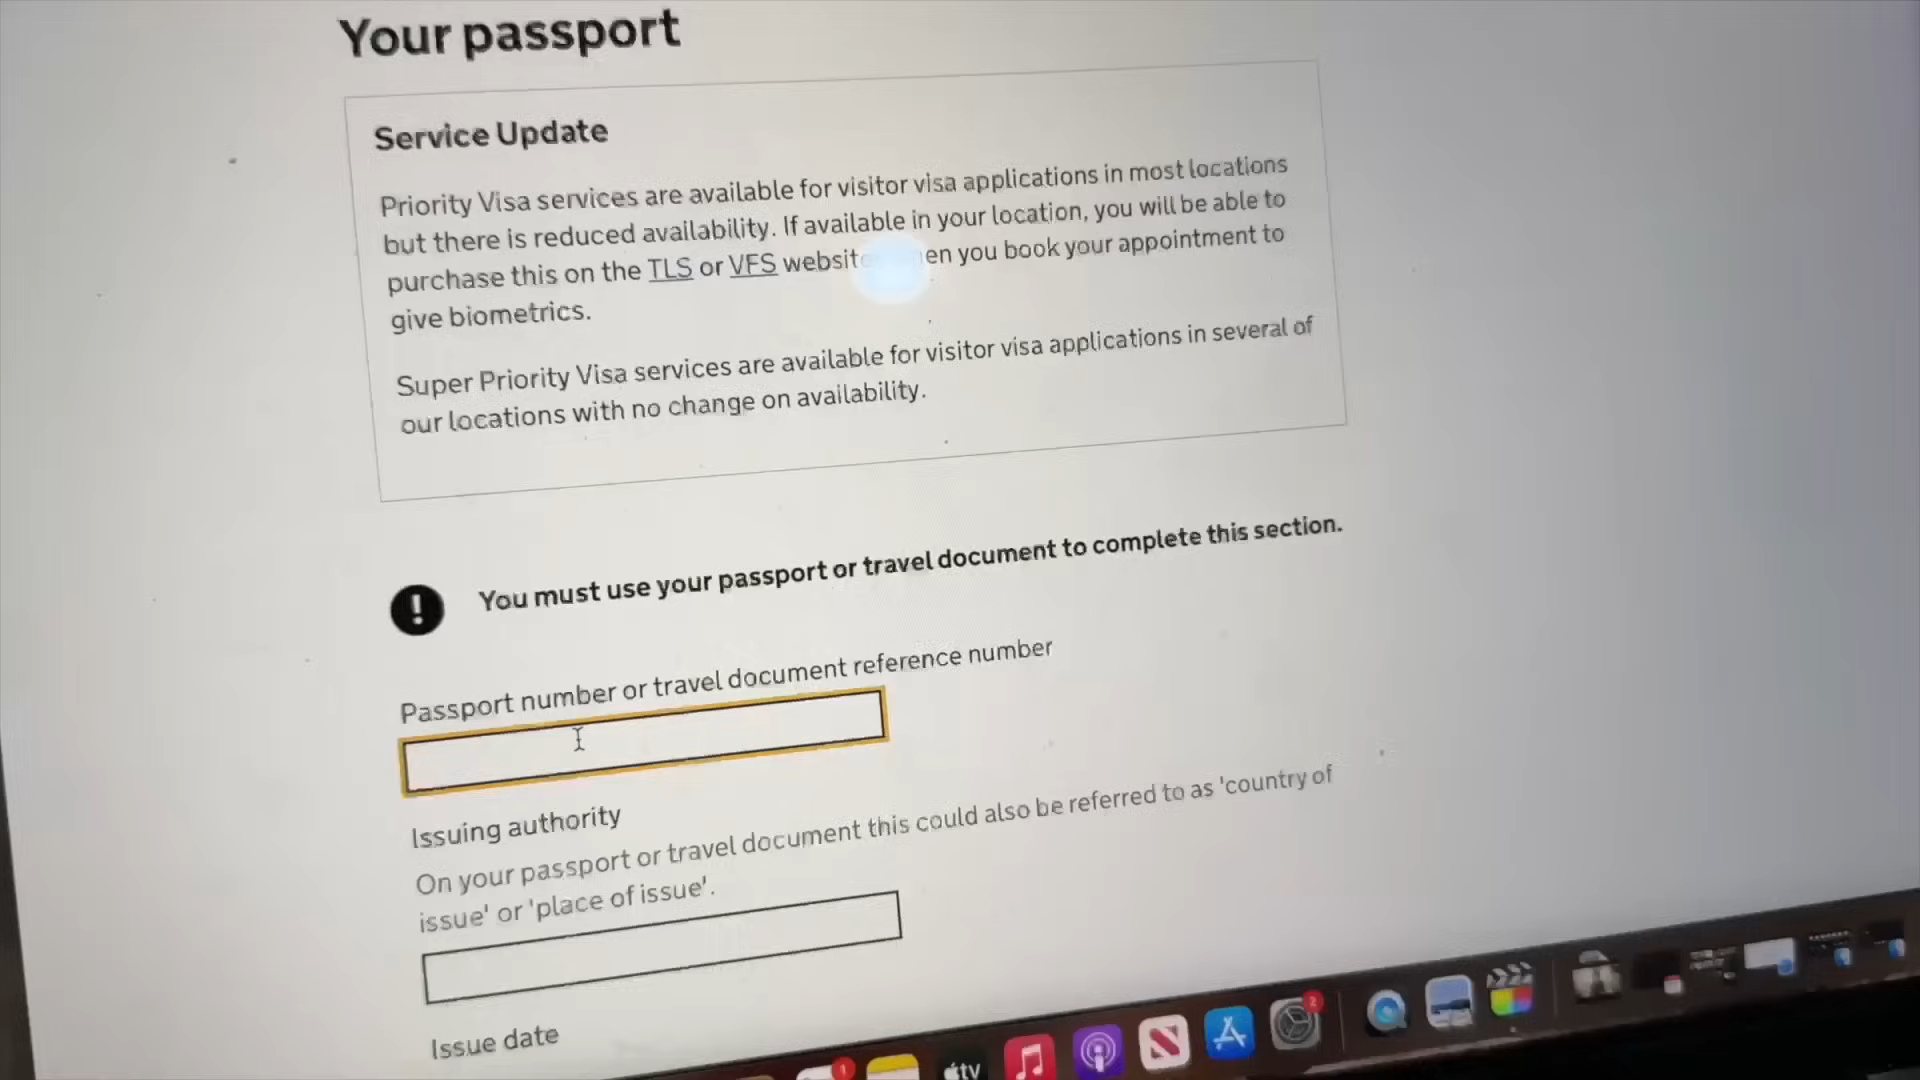 Your passport
Service Update
Priority Visa services are available for visitor visa applications in most locations
but there is reduced availability. If available in your location, you will be able to
purchase this on the TLS or VFS en you book your appointment to
give biometrics.
Super Priority Visa services are available for visitor visa applications in several of
our locations with no change on availability.
! You must use your passport or travel document to complete this section.
Passport number or travel document reference number
Issuing authority
On your passport or travel document this could also be referred to as 'country of
issue' or 'place of issue'.
Issue date
2
1
tv